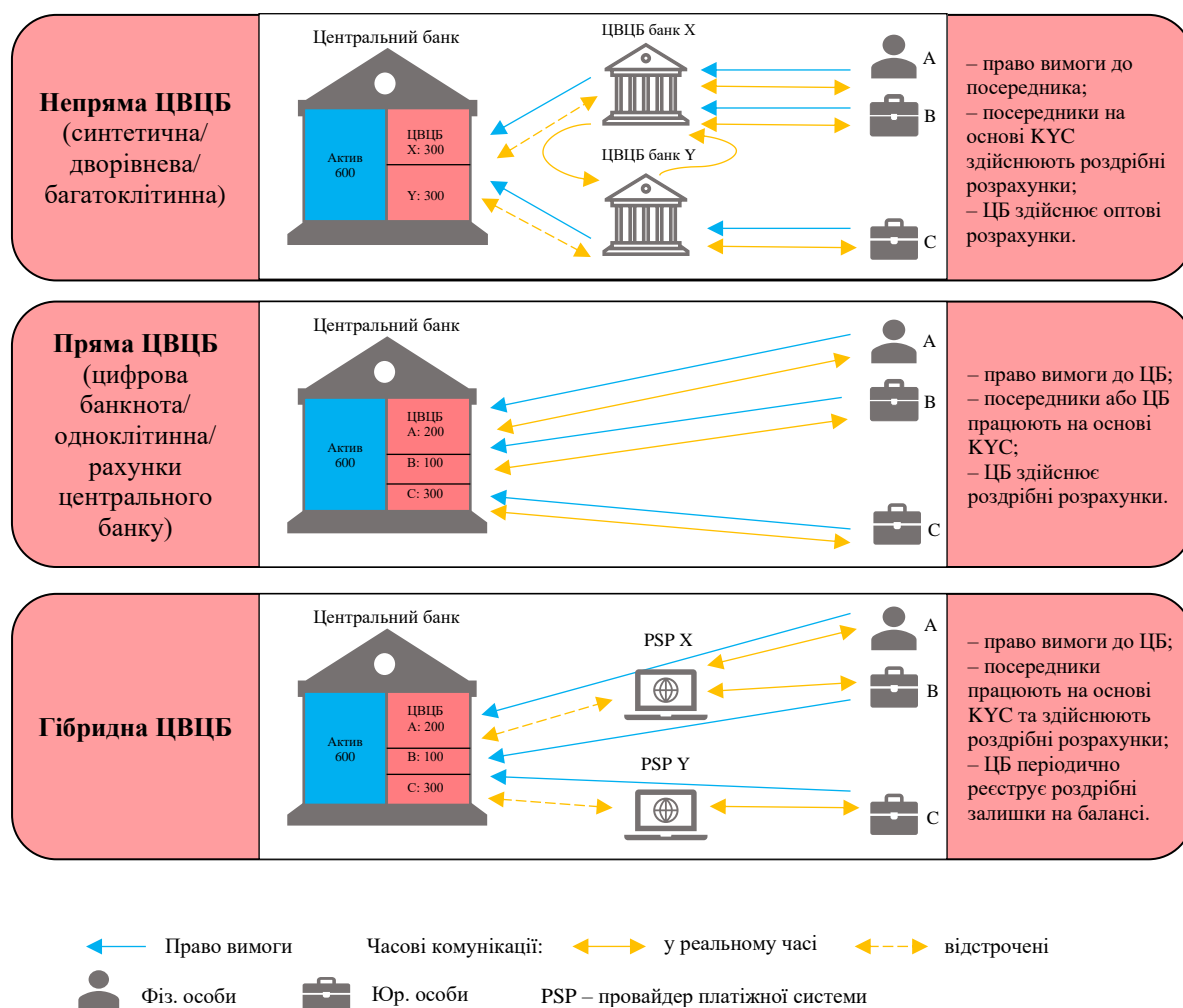 Непряма ЦВЦБ
(синтетична/
дворівнева/
багатоклітинна)
Центральний банк
Актив
600
ЦВЦБ
X: 300
Y: 300
ЦВЦБ банк X
ЦВЦБ банк Y
A
B
C
– право вимоги до
посередника;
– посередники на
основі KYC
здійснюють роздрібні
розрахунки;
– ЦБ здійснює оптові
розрахунки.
Пряма ЦВЦБ
(цифрова
банкнота/
одноклітинна/
рахунки
центрального
банку)
Центральний банк
Актив
600
ЦВЦБ
A: 200
B: 100
C: 300
A
B
C
– право вимоги до ЦБ;
– посередники або ЦБ
працюють на основі
KYC;
– ЦБ здійснює
роздрібні розрахунки.
Гібридна ЦВЦБ
Центральний банк
Актив
600
ЦВЦБ
A: 200
B: 100
C: 300
PSP X
PSP Y
A
B
C
– право вимоги до ЦБ;
– посередники
працюють на основі
KYC та здійснюють
роздрібні розрахунки;
– ЦБ періодично
реєструє роздрібні
залишки на балансі.
Право вимоги
Часові комунікації:
у реальному часі
відстрочені
Фіз. особи
Юр. особи
PSP – провайдер платіжної системи